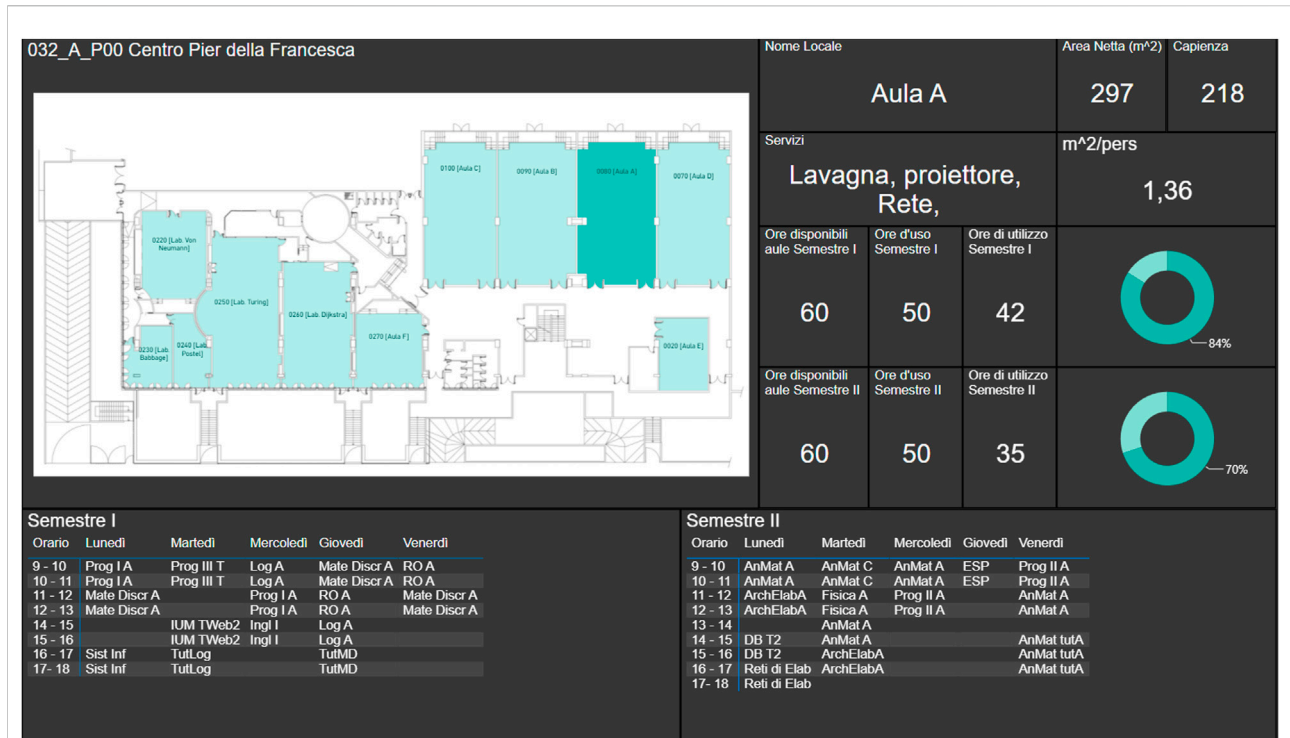 032_A_P00 Centro Pier della Francesca
0100 [Aula C]
0090 [Aula B]
0080 [Aula A]
0070 [Aula D]
0220 [Lab. Von
Neumann]
0250 [Lab. Turing]
0260 [Lab. Dijkstra]
0230 [Lab.
Babbage]
0240 [Lab.
Postel]
0270 [Aula F]
0020 [Aula E]
Nome Locale
Aula A
Area Netta (m^2)
297
Capienza
218
Servizi
Lavagna, proiettore,
Rete,
m^2/pers
1,36
Ore disponibili
aule Semestre I
60
Ore d'uso
Semestre I
50
Ore di utilizzo
Semestre I
42
84%
Ore disponibili
aule Semestre II
60
Ore d'uso
Semestre II
50
Ore di utilizzo
Semestre II
35
70%
Semestre I
Orario Lunedì Martedì Mercoledì Giovedì Venerdì
9 - 10 Prog I A Prog III T Log A Mate Discr A RO A
10 - 11 Prog I A Prog III T Log A Mate Discr A RO A
11 - 12 Mate Discr A Prog I A RO A Mate Discr A
12 - 13 Mate Discr A Prog I A RO A Mate Discr A
14 - 15 IUM TWeb2 Ingl I Log A
15 - 16 IUM TWeb2 Ingl I Log A
16 - 17 Sist Inf TutLog TutMD
17- 18 Sist Inf TutLog TutMD
Semestre II
Orario Lunedì Martedì Mercoledì Giovedì Venerdì
9 - 10 AnMat A AnMat C AnMat A ESP Prog II A
10 - 11 AnMat A AnMat C AnMat A ESP Prog II A
11 - 12 ArchElabA Fisica A Prog II A AnMat A
12 - 13 ArchElabA Fisica A Prog II A AnMat A
13 - 14 AnMat A
14 - 15 DB T2 AnMat A AnMat tutA
15 - 16 DB T2 ArchElabA AnMat tutA
16 - 17 Reti di Elab ArchElabA AnMat tutA
17- 18 Reti di Elab